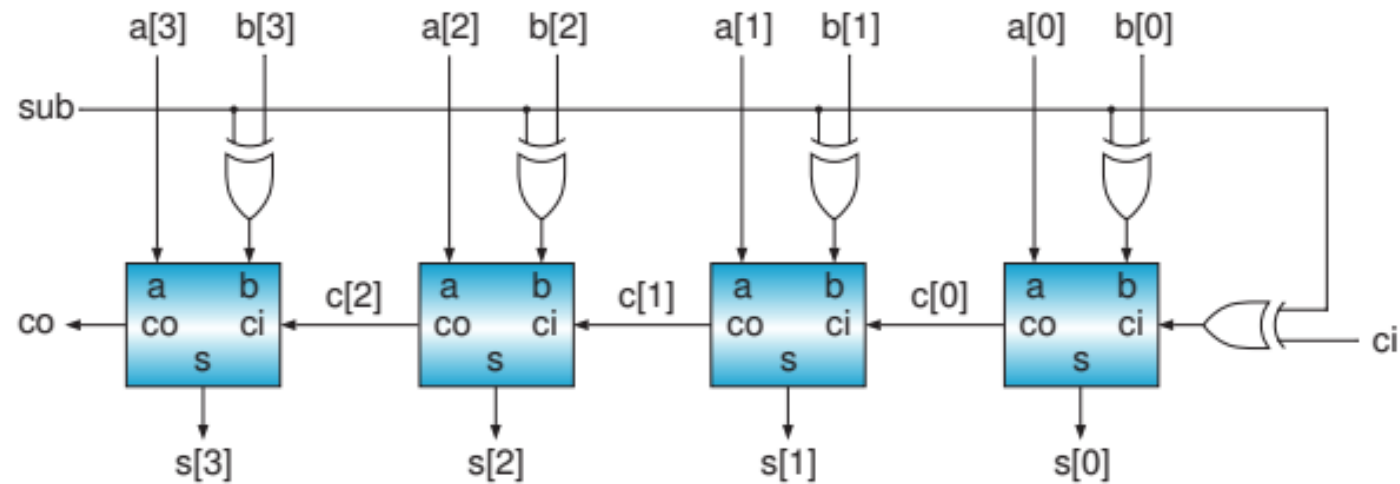 a[3] b[3] a[2] b[2] a[1] b[1] a[0] b[0]
sub
a b a b a b a b
c[2] c[1] c[0]
co co ci co ci co ci co ci ci
s s s s
s[3] s[2] s[1] s[0]